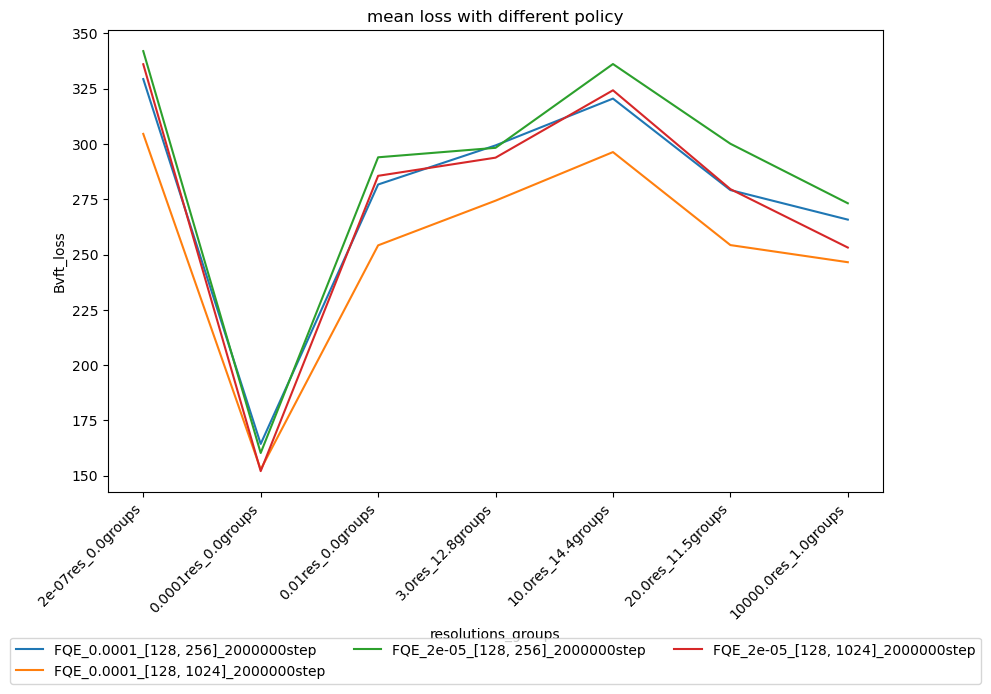 mean loss with different policy
350
325
300
275
250
225
200
175
150
Bvft_loss
2e-07res_0.0groups
0.0001res_0.0groups
0.01res_0.0groups
3.0res_12.8groups
10.0res_14.4groups
20.0res_11.5groups
10000.0res_1.0groups
resolutions_groups
FQE_0.0001_[128, 256]_2000000step
FQE_0.0001_[128, 1024]_2000000step
FQE_2e-05_[128, 256]_2000000step
FQE_2e-05_[128, 1024]_2000000step